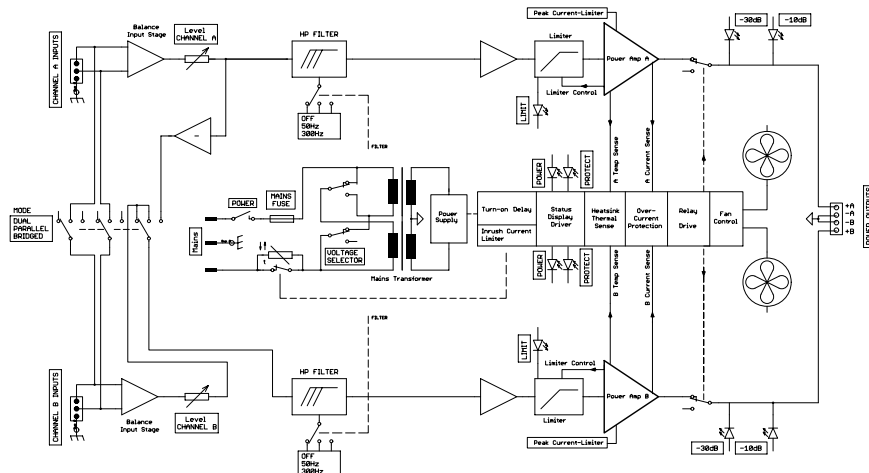 Peak Current-Limiter
-30dB
-10dB
Balance
Input Stage
Level
CHANNEL A
HP FILTER
Limiter
Power Amp A
CHANNEL A INPUTS
Limiter Control
LIMIT
OFF
50Hz
300Hz
FILTER
A Temp Sense
A Current Sense
MODE
DUAL
PARALLEL
BRIDGED
POWER
MAINS
FUSE
Mains
VOLTAGE
SELECTOR
Mains Transformer
Power
Supply
POWER
PROTECT
Turn-on Delay
Inrush Current
Limiter
Status
Display
Driver
Heatsink
Thermal
Sense
Over-
Current
Protection
Relay
Drive
Fan
Control
+A
-A
-B
+B
POWER OUTPUTS
POWER
PROTECT
B Temp Sense
B Current Sense
FILTER
t
LIMIT
HP FILTER
Limiter Control
Limiter
Power Amp B
CHANNEL B INPUTS
Balance
Input Stage
Level
CHANNEL B
Peak Current-Limiter
-30dB
-10dB
OFF
50Hz
300Hz